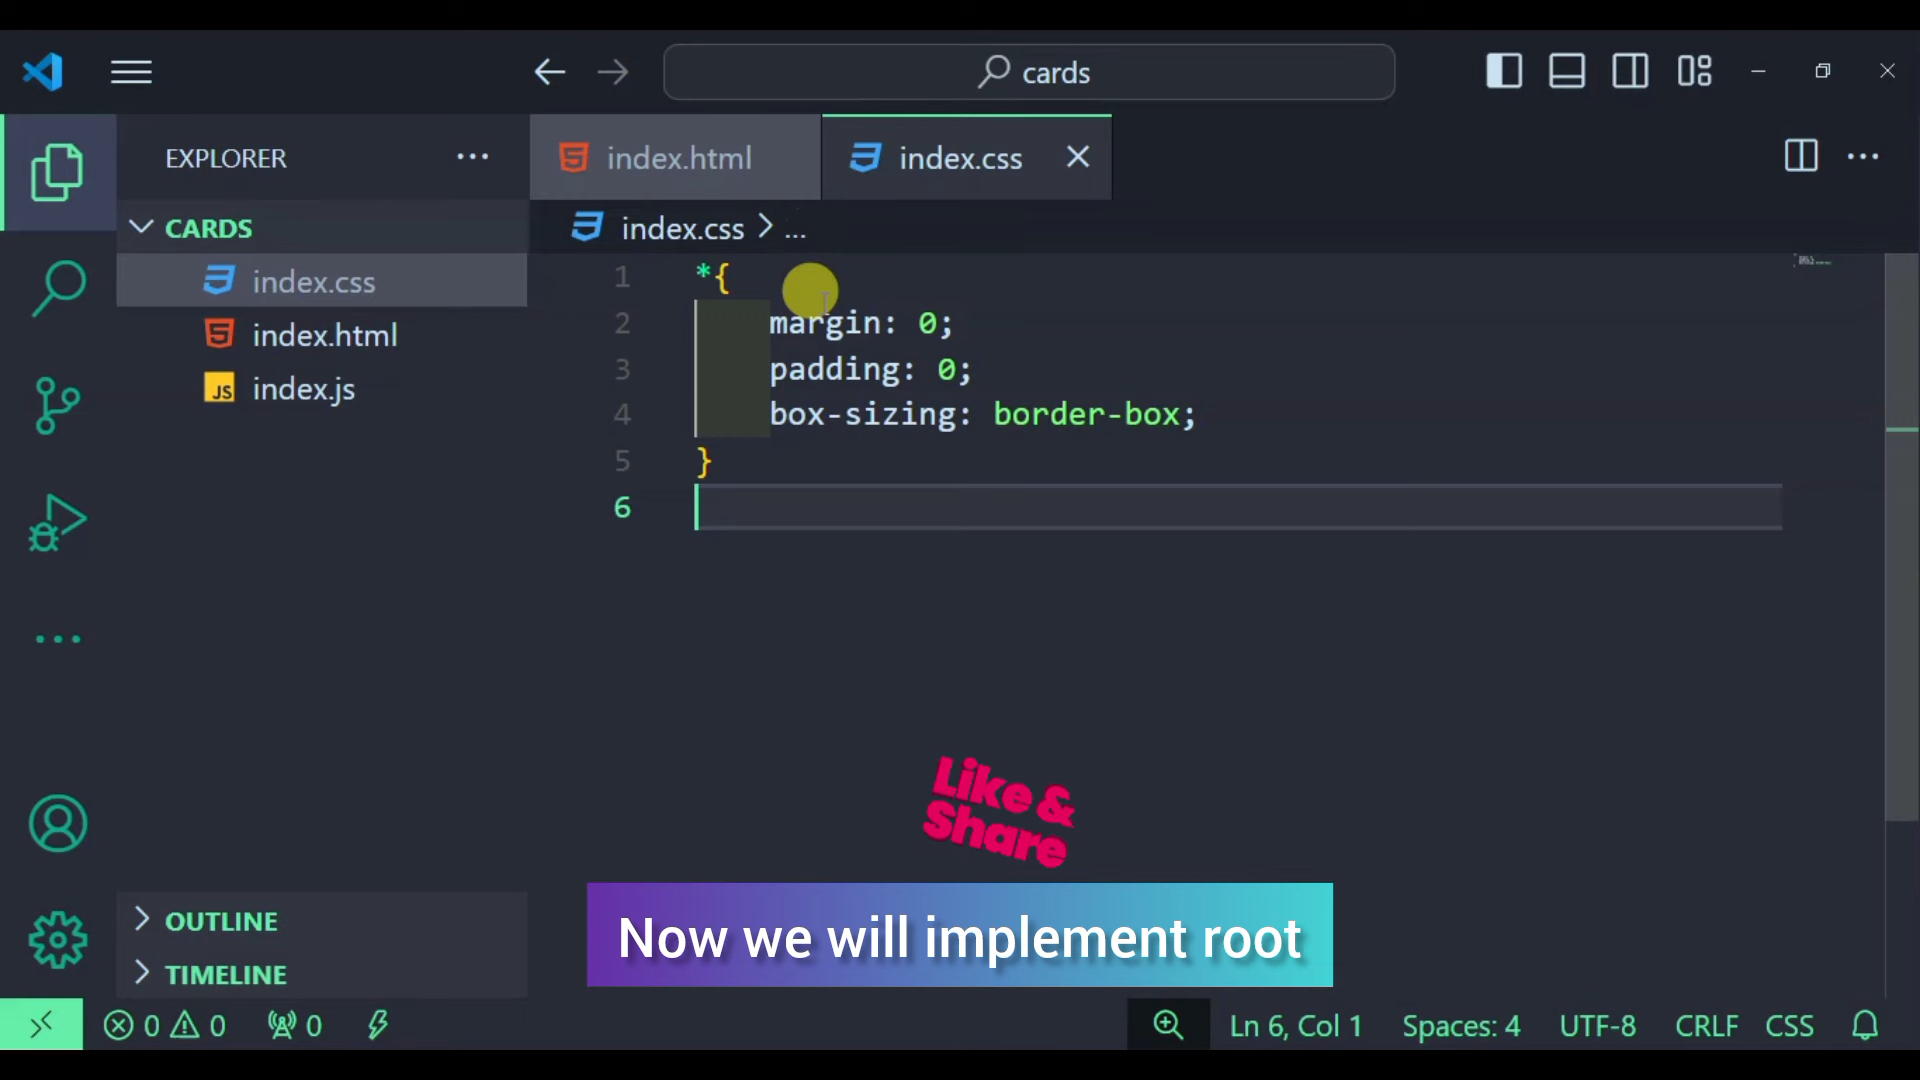 cards
EXPLORER
index.html
index.css
CARDS
index.css > ...
index.css
index.html
index.js
1 *{
2 margin: 0;
3 padding: 0;
4 box-sizing: border-box;
5 }
6
Like &
Share
OUTLINE
TIMELINE
Now we will implement root
0 0 0
Ln 6, Col 1 Spaces: 4 UTF-8 CRLF CSS